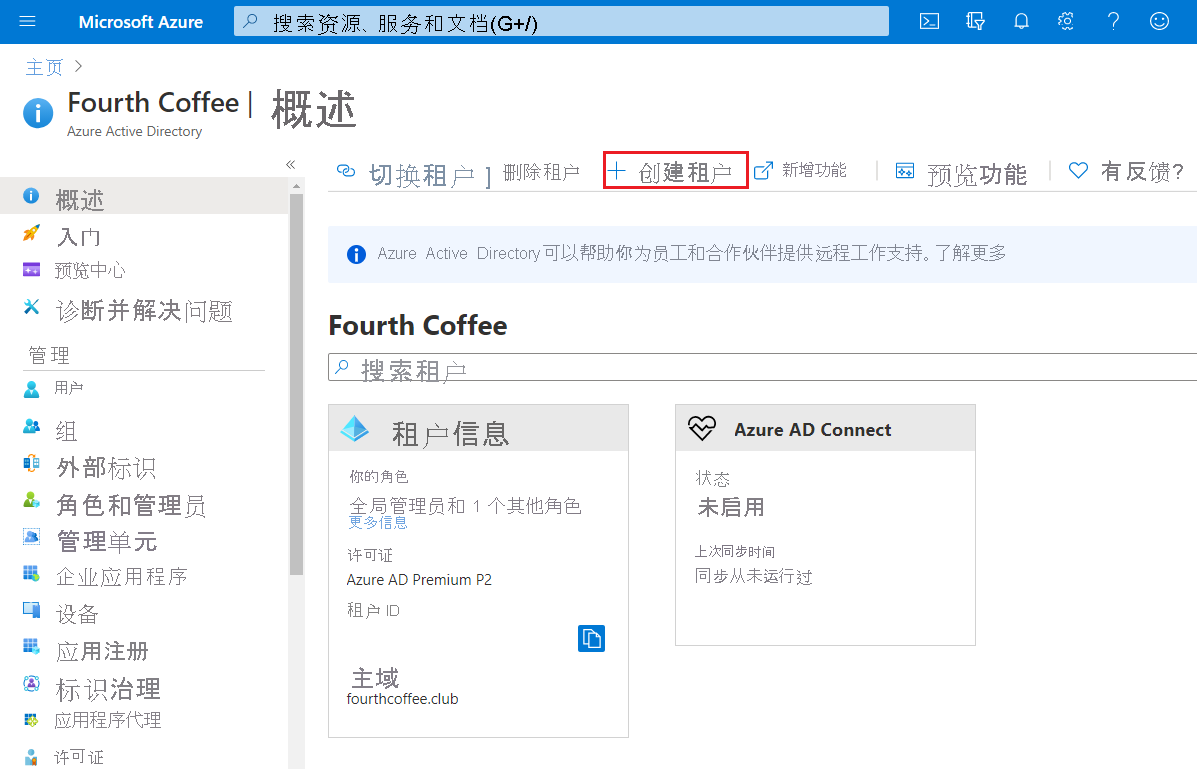 Microsoft Azure
搜索资源、服务和文档(G+/)
主页
Fourth Coffee | 概述
Azure Active Directory
切换租户 ] 删除租户 + 创建租户 新增功能 | 预览功能 | 有反馈?
概述
入门
预览中心
诊断并解决问题
管理
用户
组
外部标识
角色和管理员
管理单元
企业应用程序
设备
应用注册
标识治理
应用程序代理
许可证
Azure Active Directory可以帮助你为员工和合作伙伴提供远程工作支持。了解更多
Fourth Coffee
搜索租户
租户信息
你的角色
全局管理员和 1 个其他角色
更多信息
许可证
Azure AD Premium P2
租户 ID
主域
fourthcoffee.club
Azure AD Connect
状态
未启用
上次同步时间
同步从未运行过